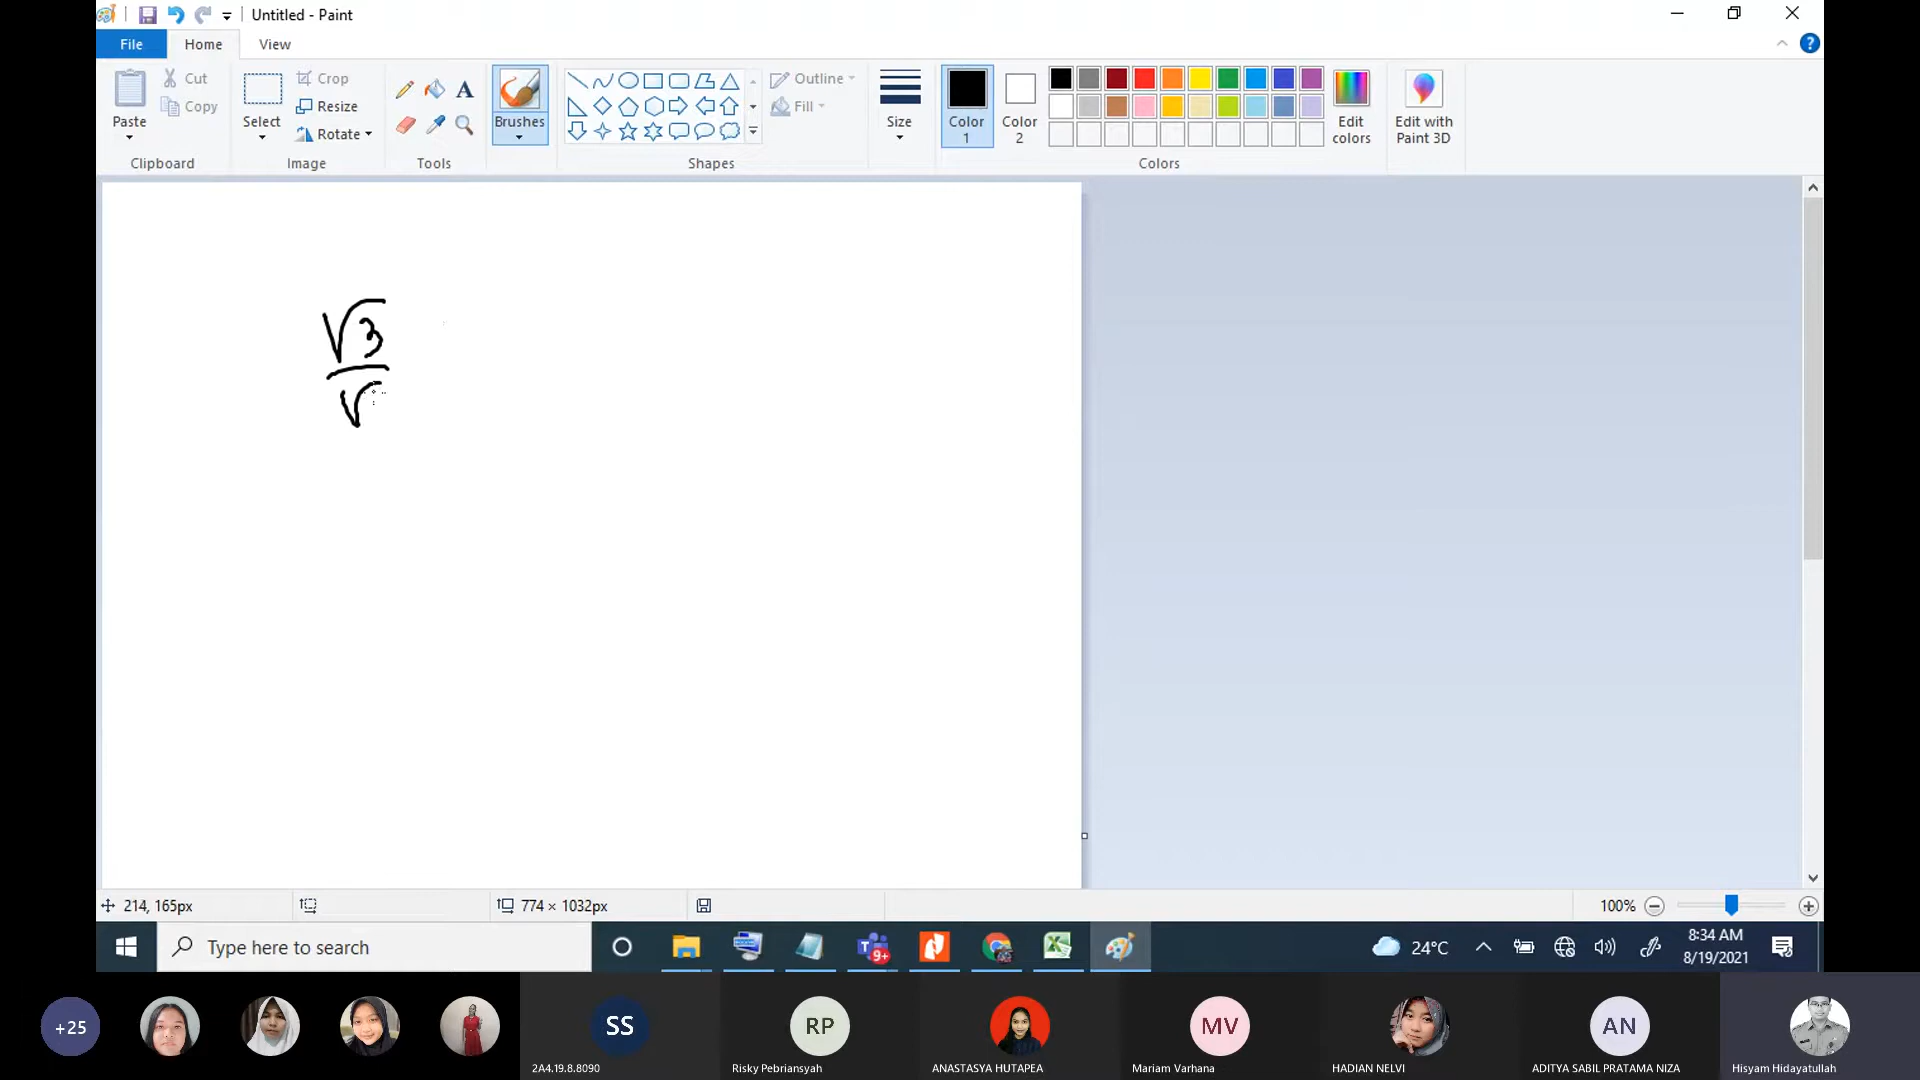 Untitled - Paint
File Home View
Paste
Cut
Copy
Clipboard
Select
Crop
Resize
Rotate
Image
A
Tools
Brushes
Outline
Fill
Shapes
Size
Color 1
Color 2
Edit colors
Colors
Edit with Paint 3D
√3
√
214, 165px
774 × 1032px
100%
Type here to search
9+
24°C
8:34 AM
8/19/2021
+25
SS
2A4.19.8.8090
RP
Risky Pebriansyah
ANASTASYA HUTAPEA
MV
Mariam Varhana
HADIAN NELVI
AN
ADITYA SABIL PRATAMA NIZA
Hisyam Hidayatullah